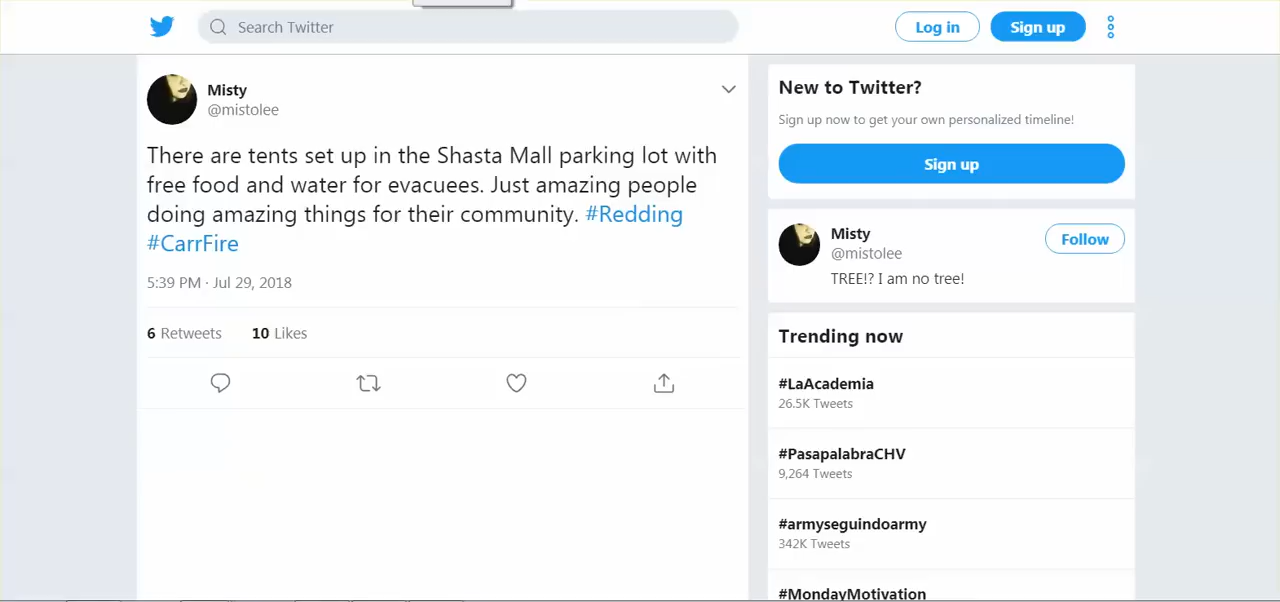 Search Twitter
Log in
Sign up
Misty
@mistolee
There are tents set up in the Shasta Mall parking lot with
free food and water for evacuees. Just amazing people
doing amazing things for their community. #Redding
#CarrFire
5:39 PM · Jul 29, 2018
6 Retweets 10 Likes
New to Twitter?
Sign up now to get your own personalized timeline!
Sign up
Misty
@mistolee
Follow
TREE!? I am no tree!
Trending now
#LaAcademia
26.5K Tweets
#PasapalabraCHV
9,264 Tweets
#armyseguindoarmy
342K Tweets
#MondayMotivation